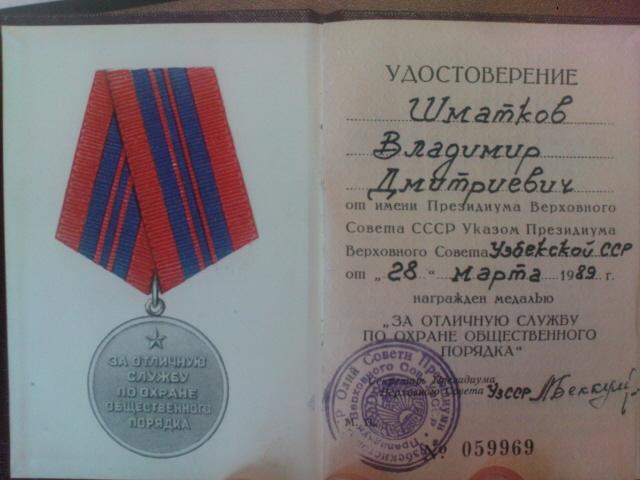 ЗА ОТЛИЧНУЮ
СЛУЖБУ
ПО ОХРАНЕ
ОБЩЕСТВЕННОГО
ПОРЯДКА
УДОСТОВЕРЕНИЕ
Шматков
Владимир
Дмитриевич
от имени Президиума Верховного
Совета СССР Указом Президиума
Верховного Совета Узбекской ССР
от „28“ марта 1989 г.
награжден медалью
„ЗА ОТЛИЧНУЮ СЛУЖБУ
ПО ОХРАНЕ ОБЩЕСТВЕННОГО
ПОРЯДКА“
Секретарь Президиума
Верховного Совета УзССР
М. П.
№ 059969